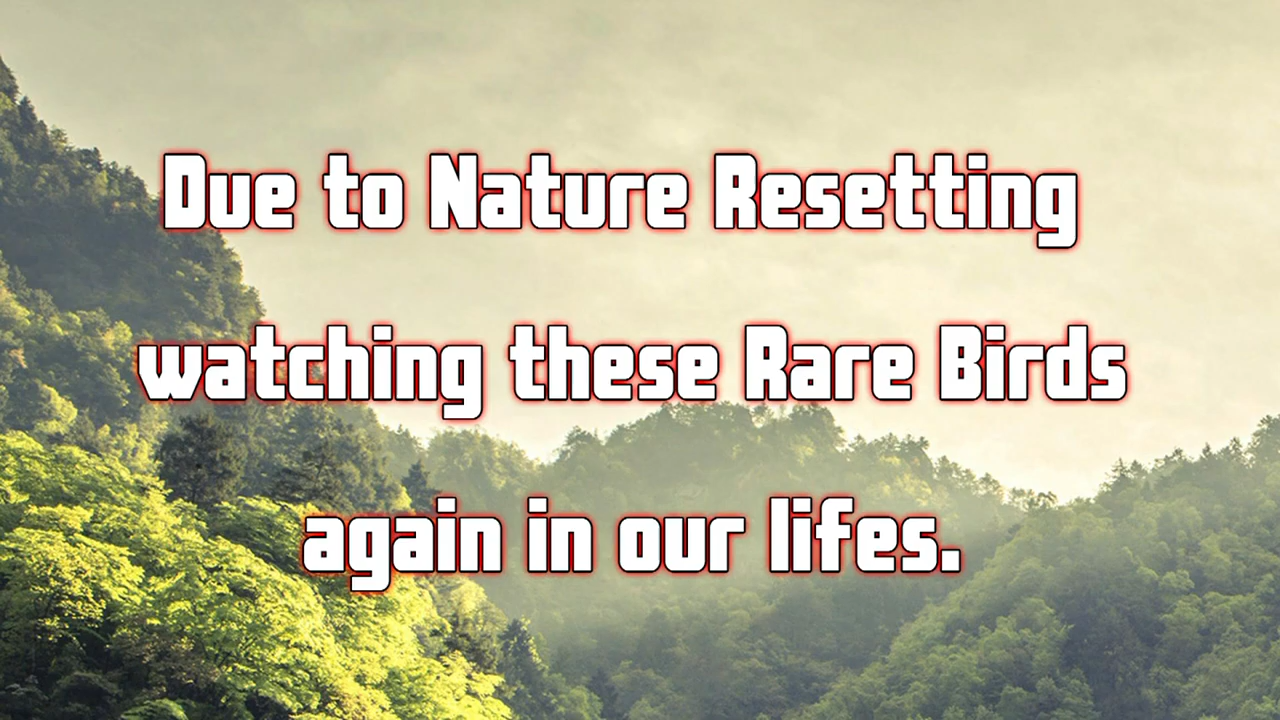 Due to Nature Resetting
watching these Rare Birds
again in our lifes.